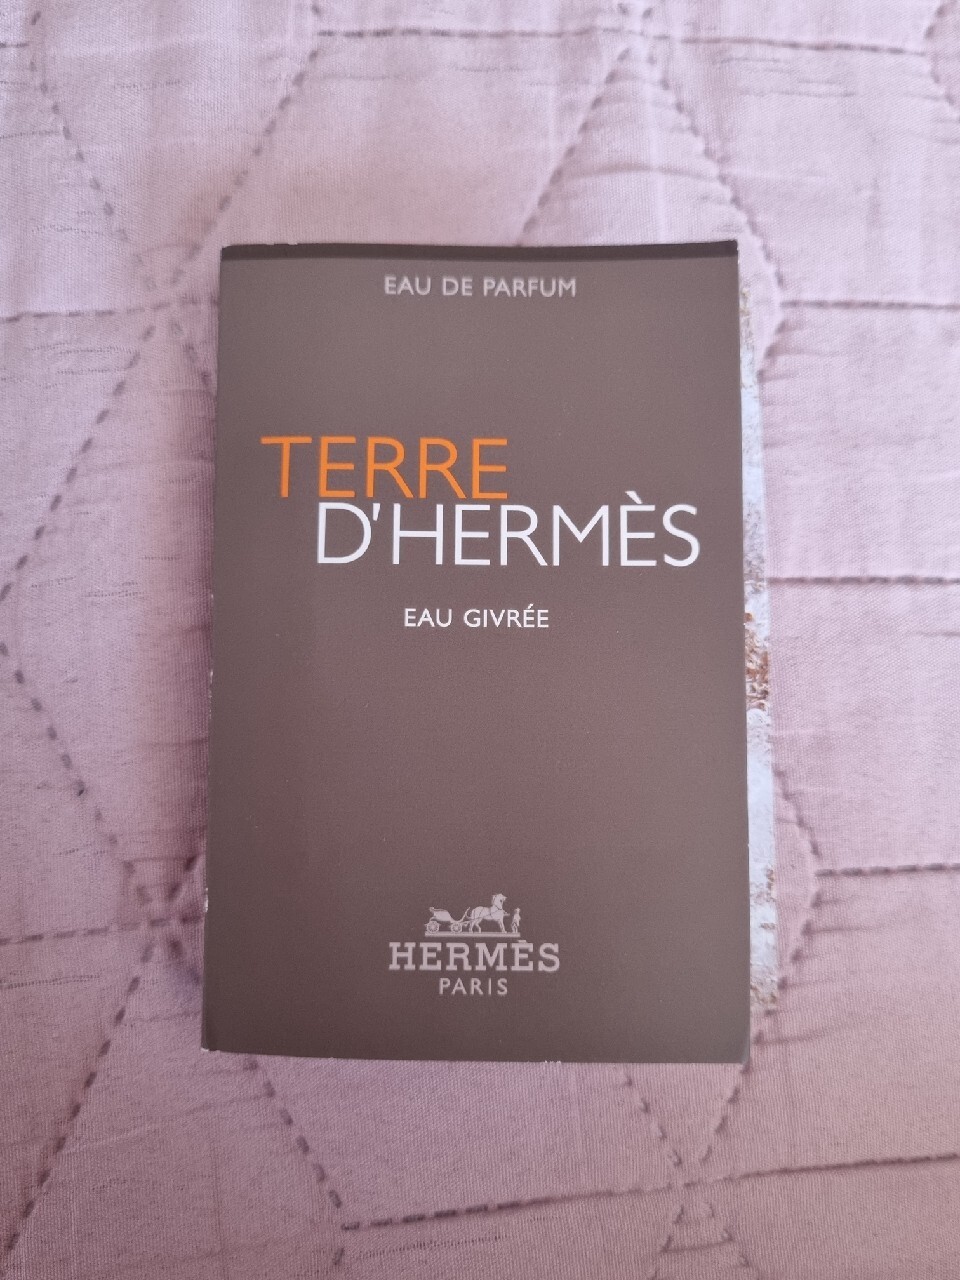 EAU DE PARFUM
TERRE
D'HERMÈS
EAU GIVRÉE
HERMÈS
PARIS